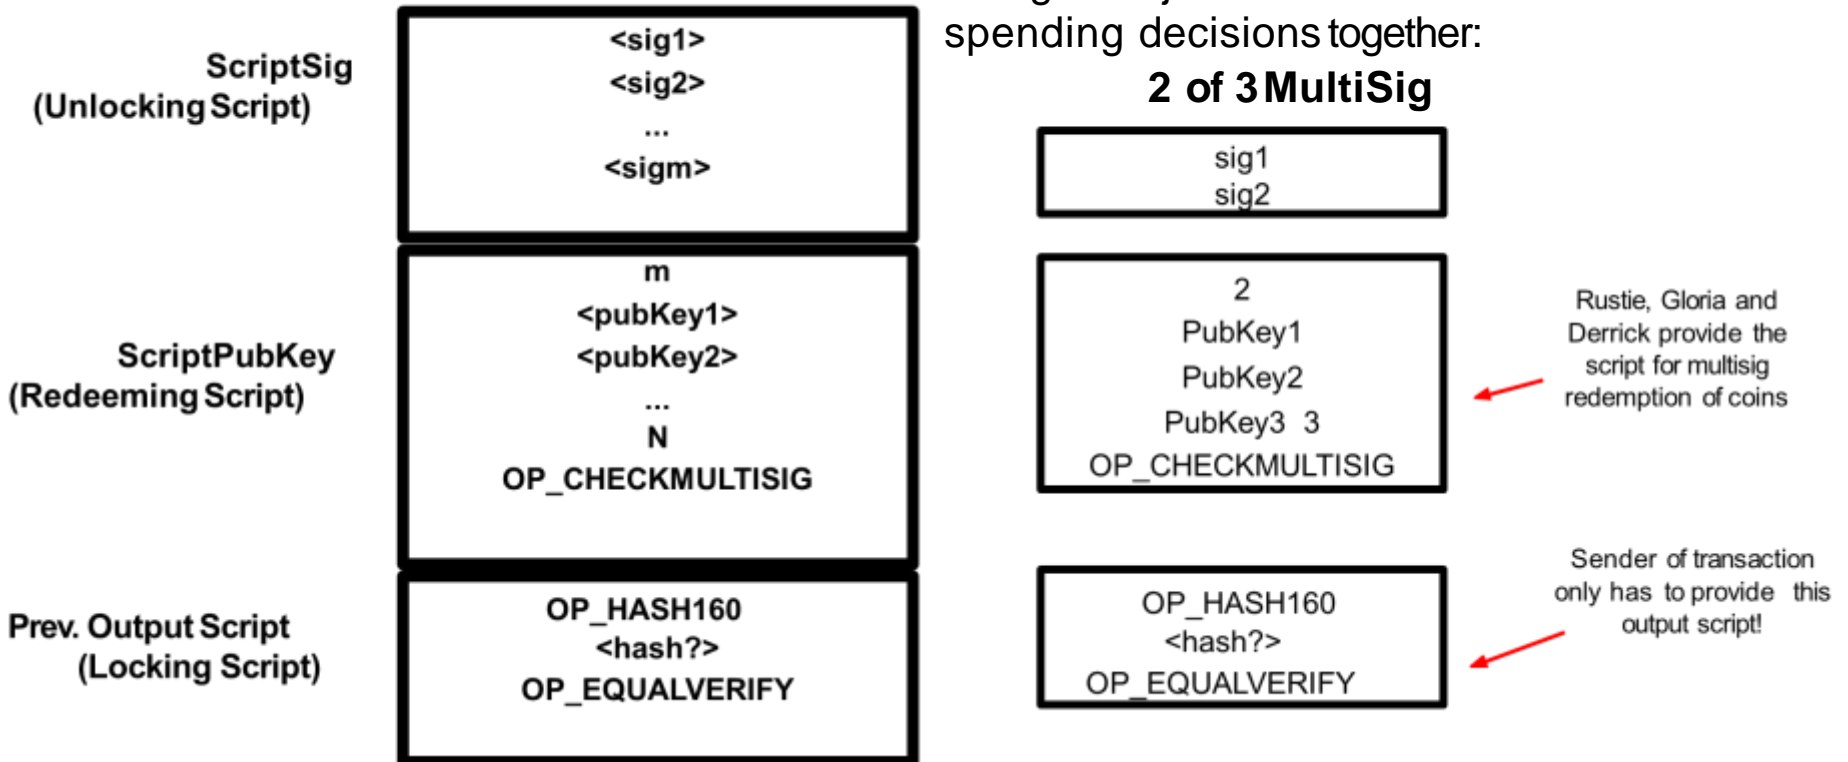 spending decisions together:
2 of 3 MultiSig
ScriptSig
(Unlocking Script)
<sig1>
<sig2>
...
<sigm>
sig1
sig2
ScriptPubKey
(Redeeming Script)
m
<pubKey1>
<pubKey2>
...
N
OP_CHECKMULTISIG
2
PubKey1
PubKey2
PubKey3 3
OP_CHECKMULTISIG
Rustie, Gloria and
Derrick provide the
script for multisig
redemption of coins
Prev. Output Script
(Locking Script)
OP_HASH160
<hash?>
OP_EQUALVERIFY
OP_HASH160
<hash?>
OP_EQUALVERIFY
Sender of transaction
only has to provide this
output script!